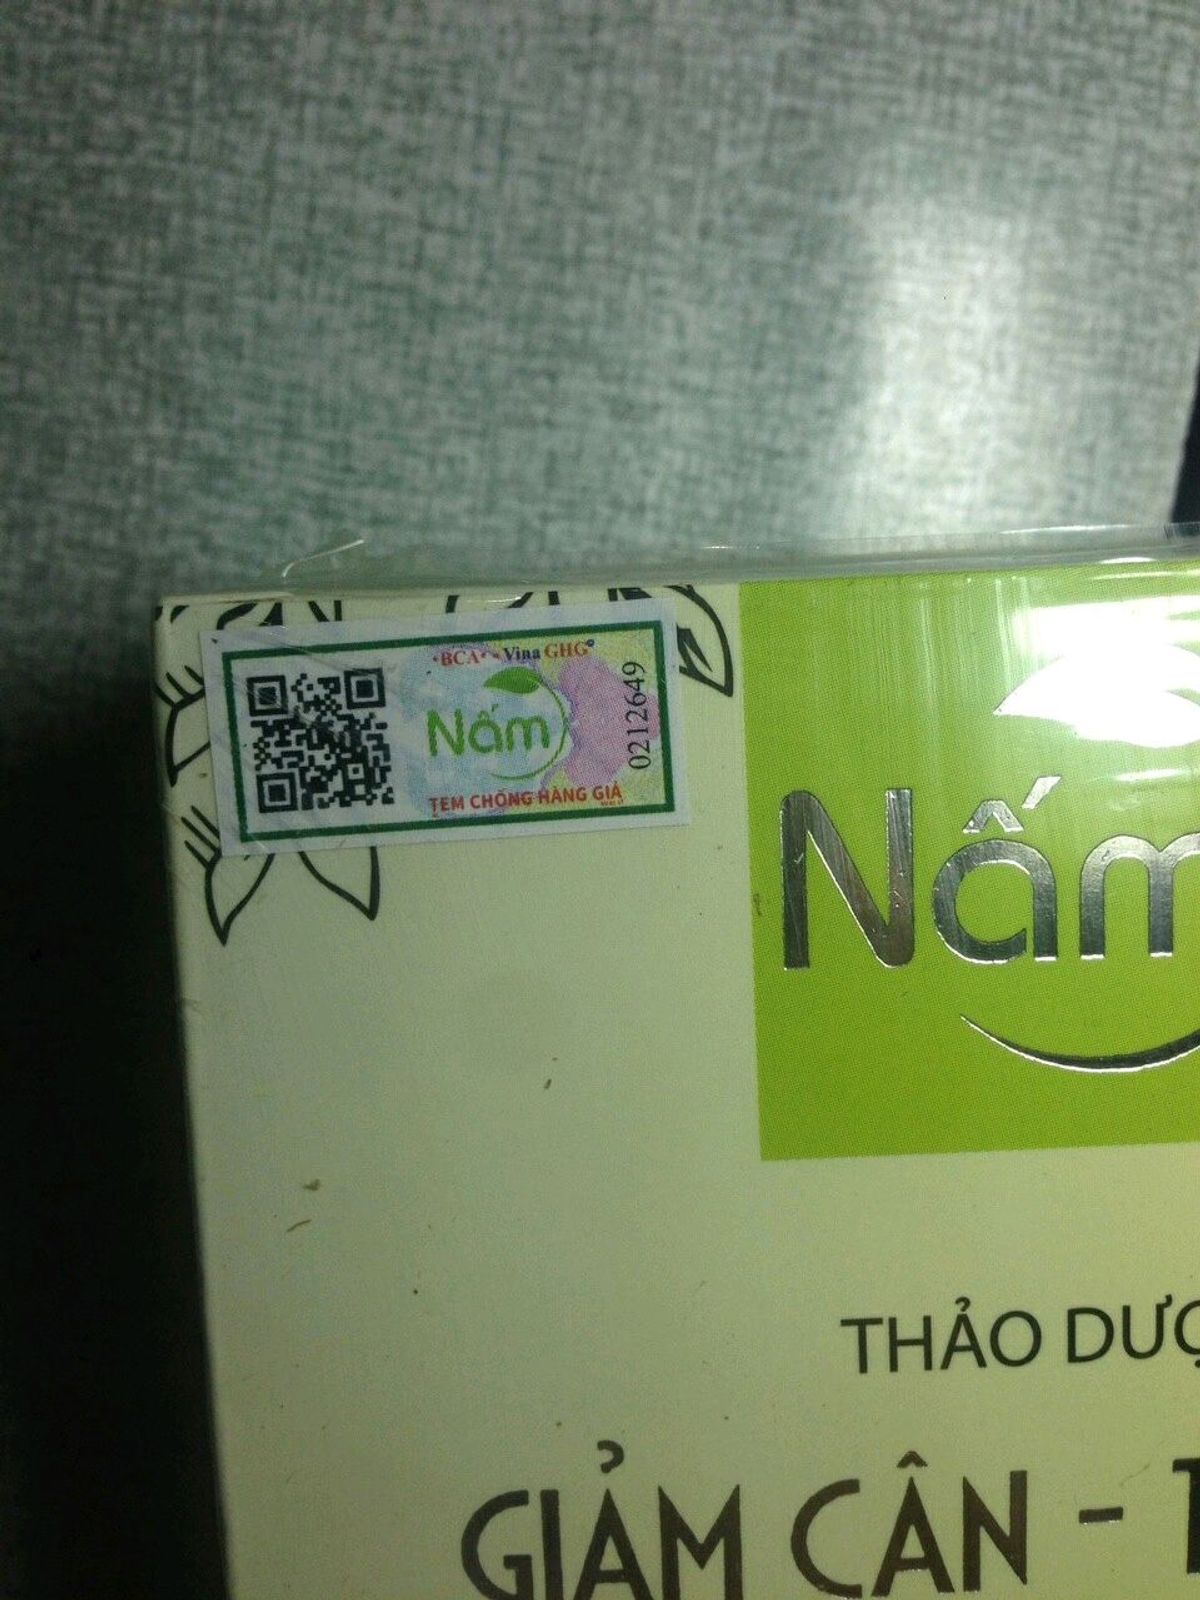 BCA Vina GHG
Nấm
TEM CHỐNG HÀNG GIẢ
0212649
Nấm
THẢO DƯỢ
GIẢM CÂN -